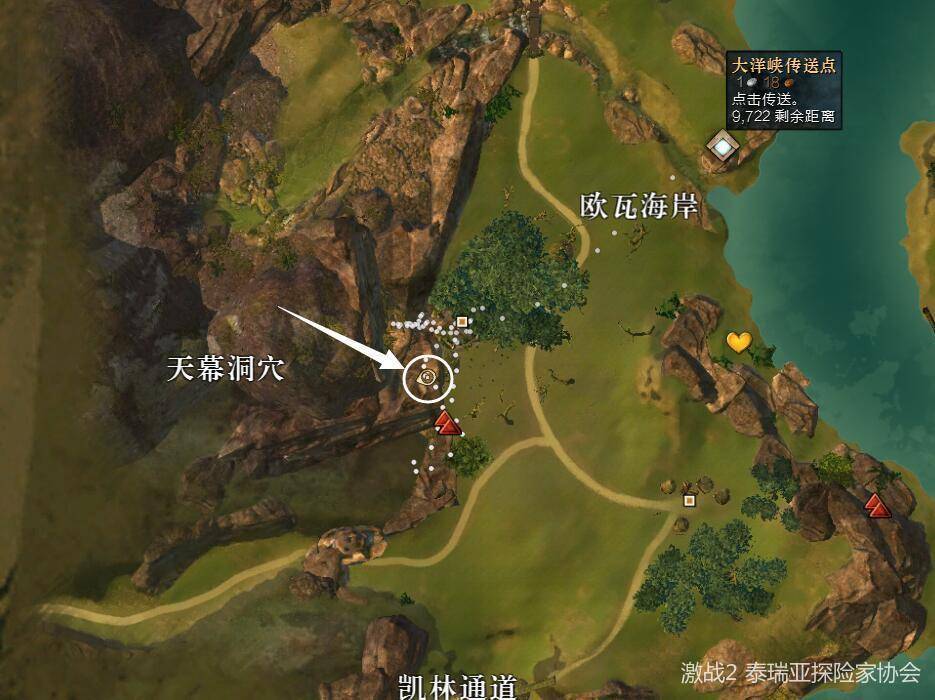 大洋峡传送点
1 18
点击传送。
9,722 剩余距离
欧瓦海岸
天幕洞穴
凯林通道
激战2 泰瑞亚探险家协会